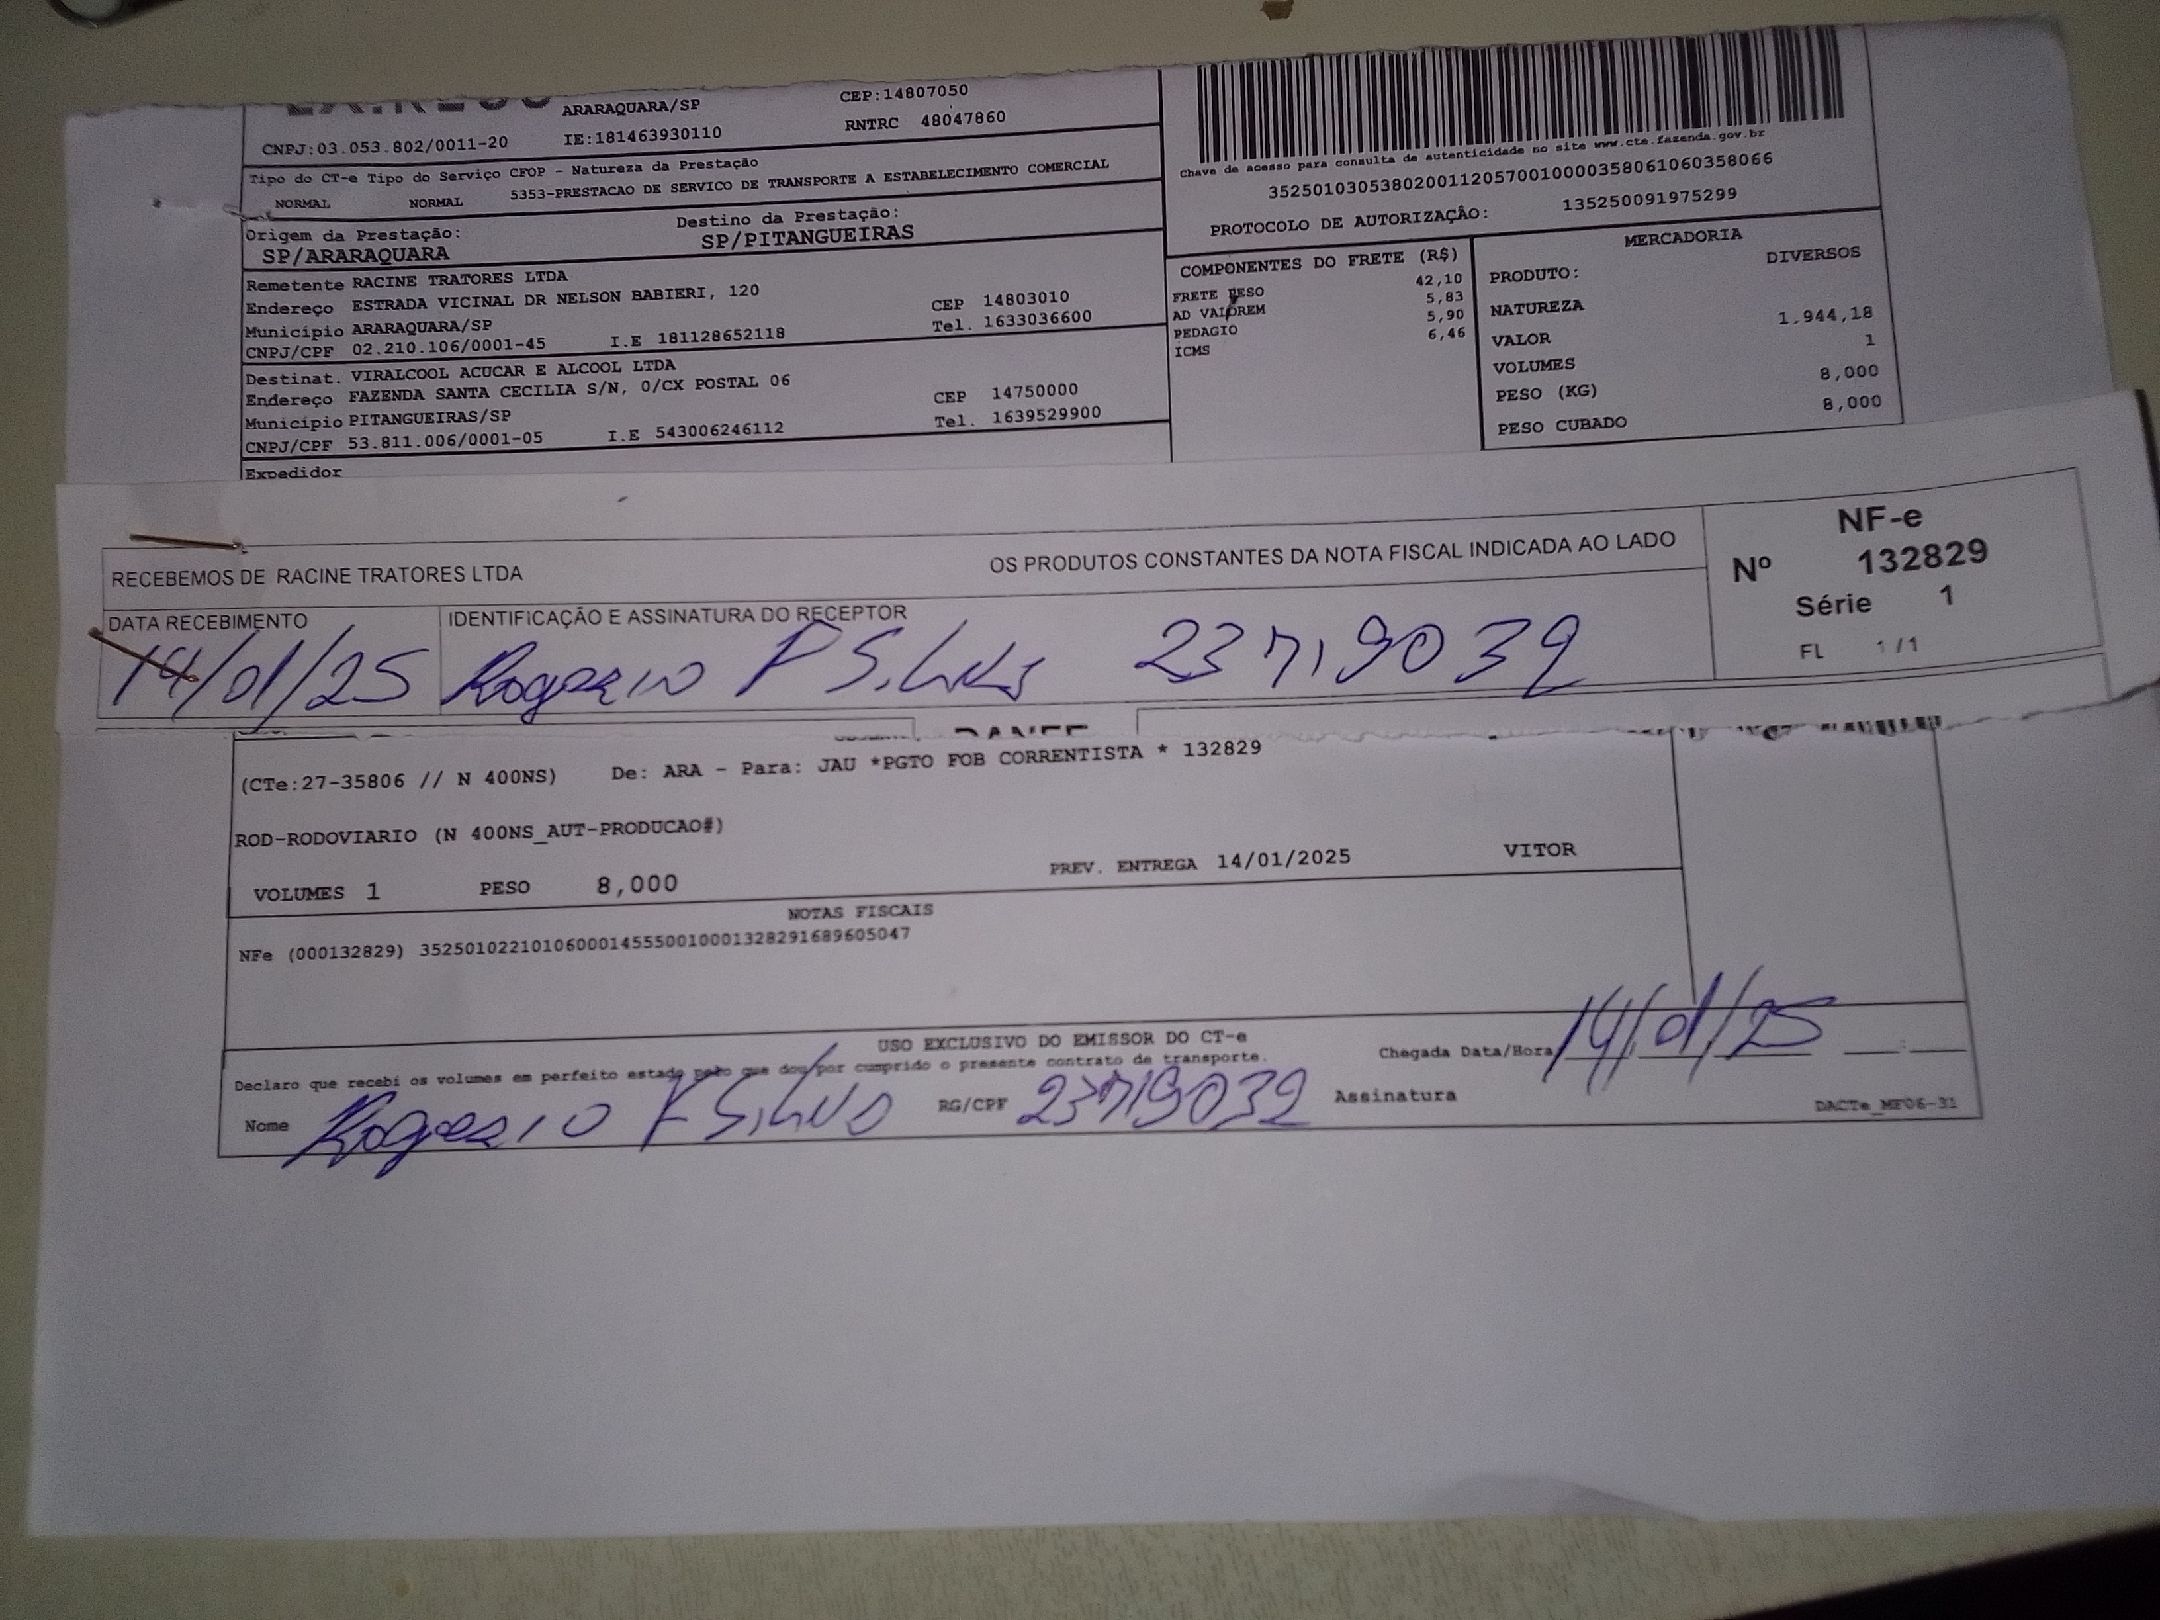 ARARAQUARA/SP CEP:14807050
CNPJ:03.053.802/0011-20 IE:181463930110 RNTRC 48047860
Tipo do CT-e Tipo do Serviço CFOP - Natureza da Prestação
NORMAL NORMAL 5353-PRESTACAO DE SERVICO DE TRANSPORTE A ESTABELECIMENTO COMERCIAL
Origem da Prestação: Destino da Prestação:
SP/ARARAQUARA SP/PITANGUEIRAS
Remetente RACINE TRATORES LTDA
Endereço ESTRADA VICINAL DR NELSON BABIERI, 120
Município ARARAQUARA/SP CEP 14803010
CNPJ/CPF 02.210.106/0001-45 I.E 181128652118 Tel. 1633036600
Destinat. VIRALCOOL ACUCAR E ALCOOL LTDA
Endereço FAZENDA SANTA CECILIA S/N, 0/CX POSTAL 06
Município PITANGUEIRAS/SP CEP 14750000
CNPJ/CPF 53.811.006/0001-05 I.E 543006246112 Tel. 1639529900
Expedidor
Chave de acesso para consulta de autenticidade no site www.cte.fazenda.gov.br
35250103053802001120570010000358061060358066
PROTOCOLO DE AUTORIZAÇÃO: 135250091975299
COMPONENTES DO FRETE (R$)
FRETE PESO 42,10
AD VALOREM 5,83
PEDAGIO 5,90
ICMS 6,46
MERCADORIA
PRODUTO: DIVERSOS
NATUREZA
VALOR 1.944,18
VOLUMES 1
PESO (KG) 8,000
PESO CUBADO 8,000
RECEBEMOS DE RACINE TRATORES LTDA OS PRODUTOS CONSTANTES DA NOTA FISCAL INDICADA AO LADO
DATA RECEBIMENTO IDENTIFICAÇÃO E ASSINATURA DO RECEPTOR
14/01/25 Rogerio F Silva 23719032
NF-e
Nº 132829
Série 1
FL 1/1
DANFE
(CTe:27-35806 // N 400NS) De: ARA - Para: JAU *PGTO FOB CORRENTISTA * 132829
ROD-RODOVIARIO (N 400NS_AUT-PRODUCAO#)
VOLUMES 1 PESO 8,000 PREV. ENTREGA 14/01/2025 VITOR
NOTAS FISCAIS
NFe (000132829) 35250102210106000145550010001328291689605047
USO EXCLUSIVO DO EMISSOR DO CT-e
Declaro que recebi os volumes em perfeito estado pelo que dou por cumprido o presente contrato de transporte.
Chegada Data/Hora 14/01/25 :
Nome Rogerio F Silva RG/CPF 23719032 Assinatura
DACTe_MF06-31